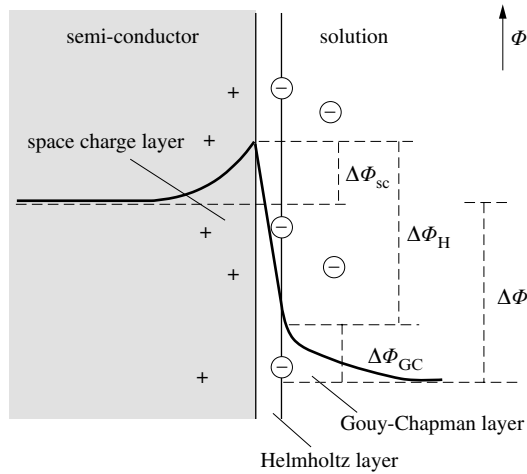 semi-conductor
solution
Φ
+
−
−
+
space charge layer
ΔΦsc
+
−
ΔΦH
+
−
ΔΦ
+
−
ΔΦGC
Gouy-Chapman layer
Helmholtz layer